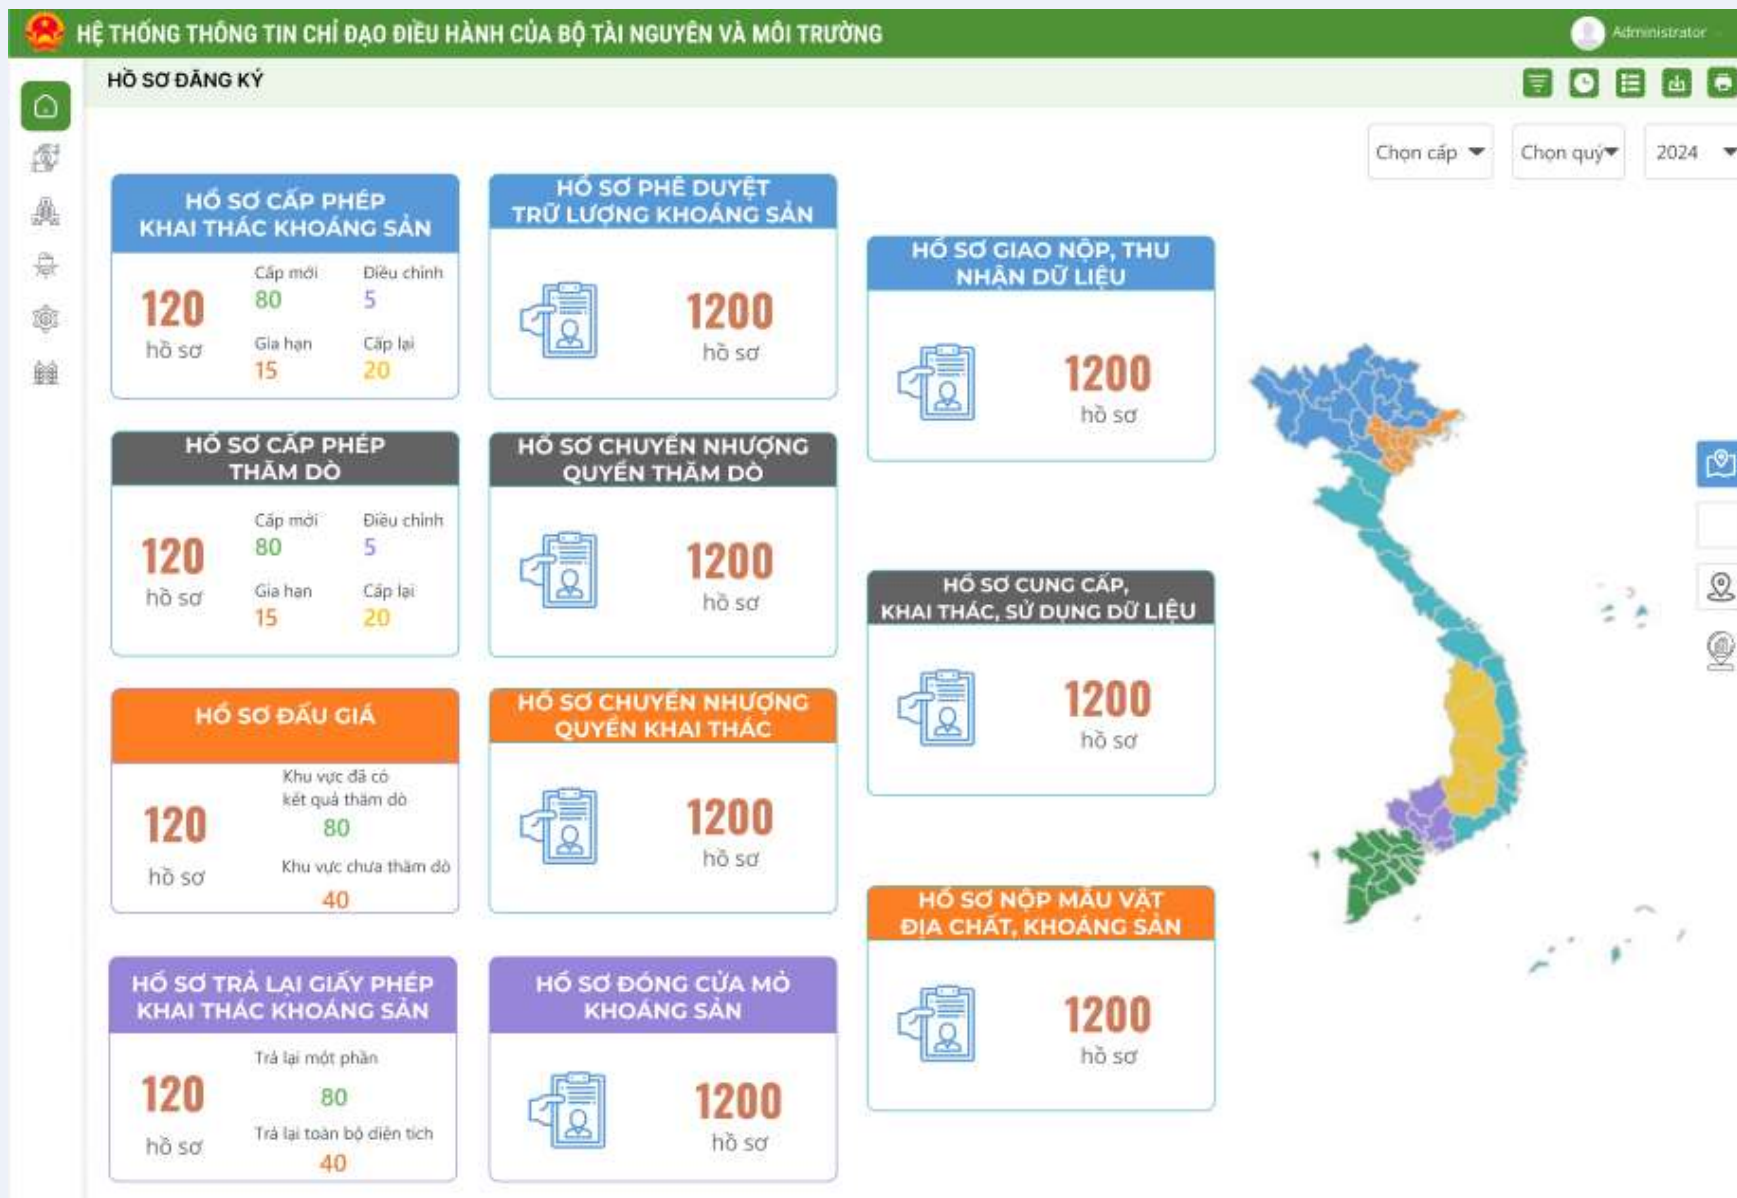 HỆ THỐNG THÔNG TIN CHỈ ĐẠO ĐIỀU HÀNH CỦA BỘ TÀI NGUYÊN VÀ MÔI TRƯỜNG
Administrator
HỒ SƠ ĐĂNG KÝ
Chọn cấp
Chọn quý
2024
HỒ SƠ CẤP PHÉP
KHAI THÁC KHOÁNG SẢN
120
hồ sơ
Cấp mới
80
Điều chỉnh
5
Gia hạn
15
Cấp lại
20
HỒ SƠ PHÊ DUYỆT
TRỮ LƯỢNG KHOÁNG SẢN
1200
hồ sơ
HỒ SƠ GIAO NỘP, THU
NHẬN DỮ LIỆU
1200
hồ sơ
HỒ SƠ CẤP PHÉP
THĂM DÒ
120
hồ sơ
Cấp mới
80
Điều chỉnh
5
Gia hạn
15
Cấp lại
20
HỒ SƠ CHUYỂN NHƯỢNG
QUYỀN THĂM DÒ
1200
hồ sơ
HỒ SƠ CUNG CẤP,
KHAI THÁC, SỬ DỤNG DỮ LIỆU
1200
hồ sơ
HỒ SƠ ĐẤU GIÁ
120
hồ sơ
Khu vực đã có
kết quả thăm dò
80
Khu vực chưa thăm dò
40
HỒ SƠ CHUYỂN NHƯỢNG
QUYỀN KHAI THÁC
1200
hồ sơ
HỒ SƠ NỘP MẪU VẬT
ĐỊA CHẤT, KHOÁNG SẢN
1200
hồ sơ
HỒ SƠ TRẢ LẠI GIẤY PHÉP
KHAI THÁC KHOÁNG SẢN
120
hồ sơ
Trả lại một phần
80
Trả lại toàn bộ diện tích
40
HỒ SƠ ĐÓNG CỬA MỎ
KHOÁNG SẢN
1200
hồ sơ